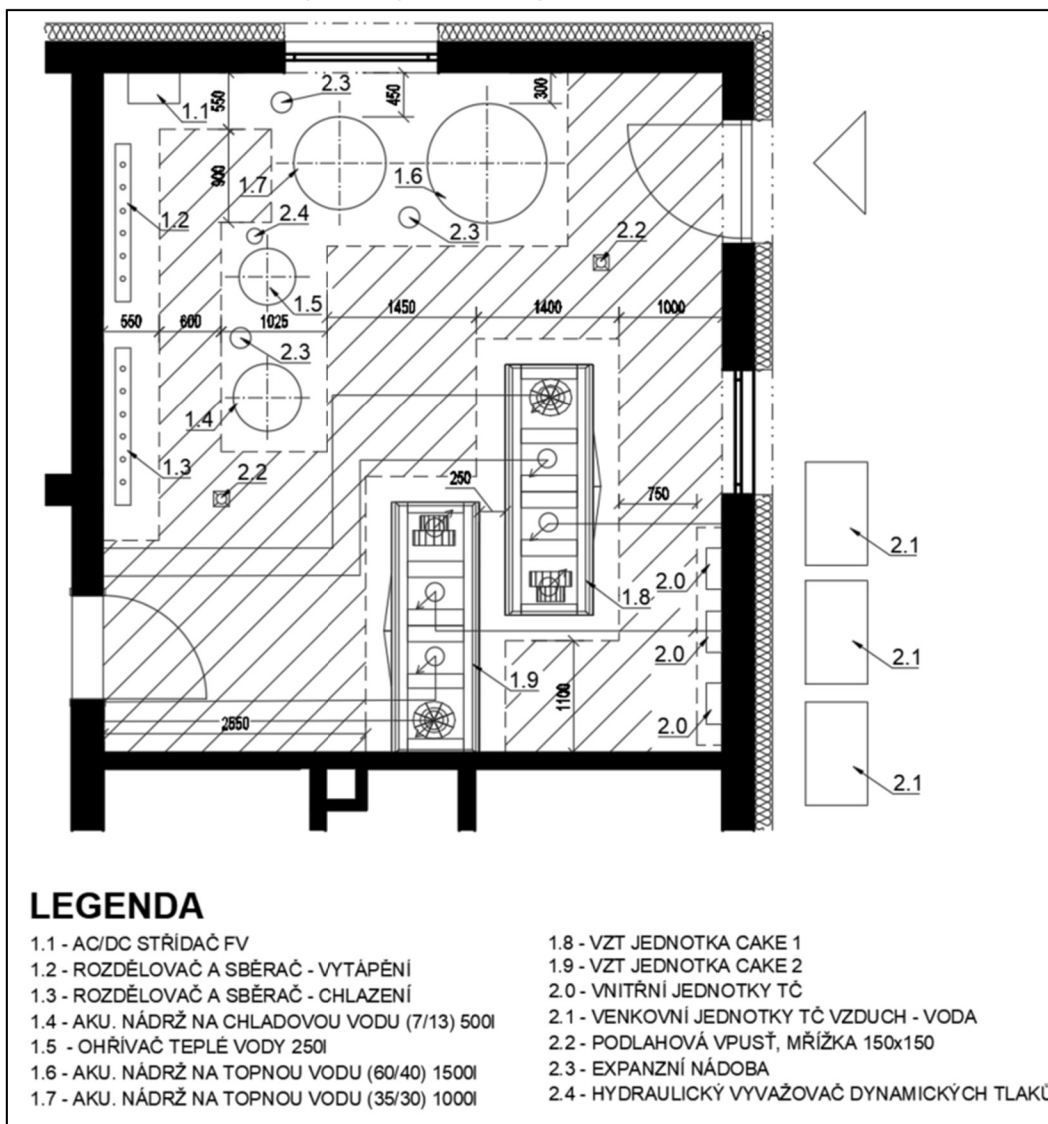 2.3
1.1
550
450
300
1.7
900
1.6
1.2
2.4
2.3
2.2
1.5
550
600
1025
1450
1400
1000
2.3
1.4
1.3
2.2
250
750
2.1
2.0
1.8
2.0
2.1
1.9
1100
2.0
2550
2.1
LEGENDA
1.1 - AC/DC STŘÍDAČ FV
1.2 - ROZDĚLOVAČ A SBĚRAČ - VYTÁPĚNÍ
1.3 - ROZDĚLOVAČ A SBĚRAČ - CHLAZENÍ
1.4 - AKU. NÁDRŽ NA CHLADOVOU VODU (7/13) 500l
1.5 - OHŘÍVAČ TEPLÉ VODY 250l
1.6 - AKU. NÁDRŽ NA TOPNOU VODU (60/40) 1500l
1.7 - AKU. NÁDRŽ NA TOPNOU VODU (35/30) 1000l
1.8 - VZT JEDNOTKA CAKE 1
1.9 - VZT JEDNOTKA CAKE 2
2.0 - VNITŘNÍ JEDNOTKY TČ
2.1 - VENKOVNÍ JEDNOTKY TČ VZDUCH - VODA
2.2 - PODLAHOVÁ VPUSŤ, MŘÍŽKA 150x150
2.3 - EXPANZNÍ NÁDOBA
2.4 - HYDRAULICKÝ VYVAŽOVAČ DYNAMICKÝCH TLAKŮ